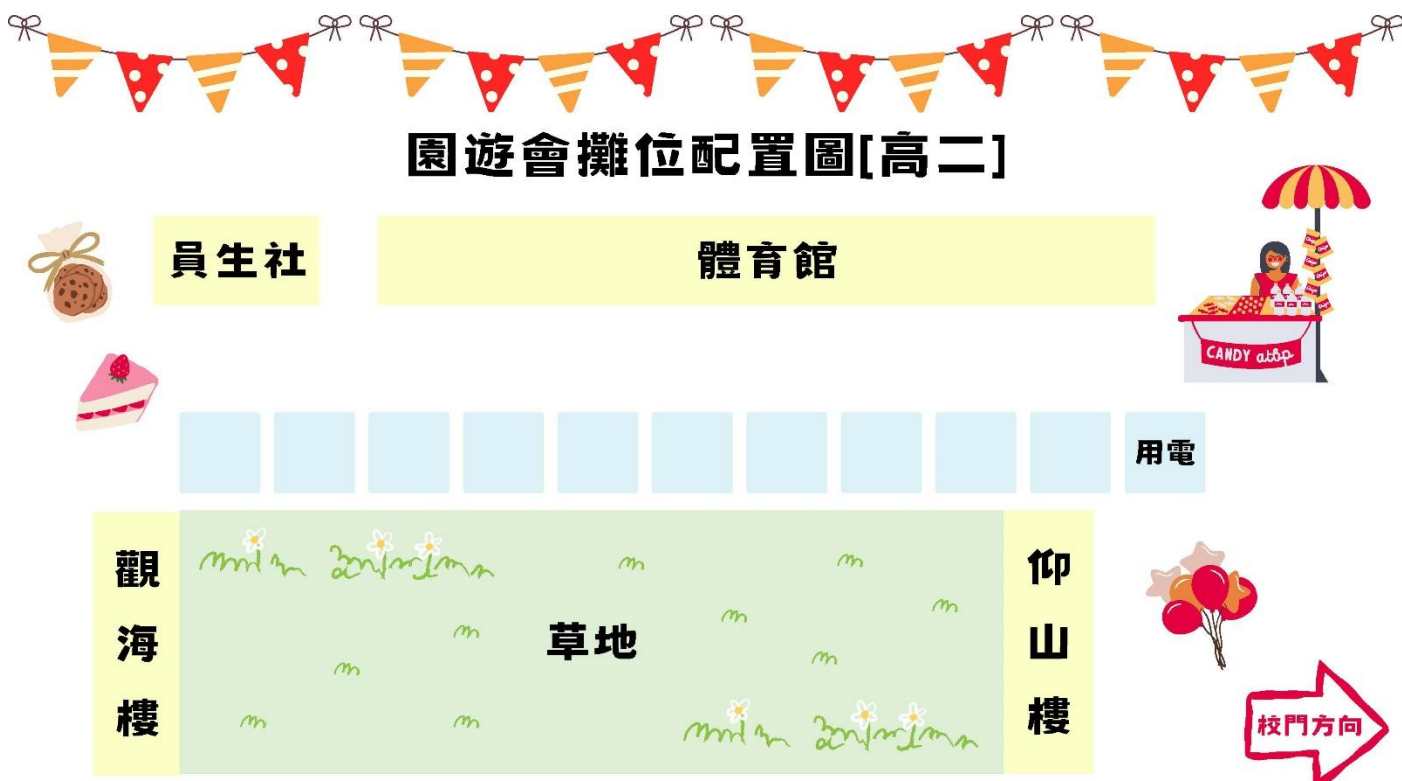 園遊會攤位配置圖[高二]
員生社
體育館
CANDY atbp
用電
觀海樓
草地
仰山樓
校門方向